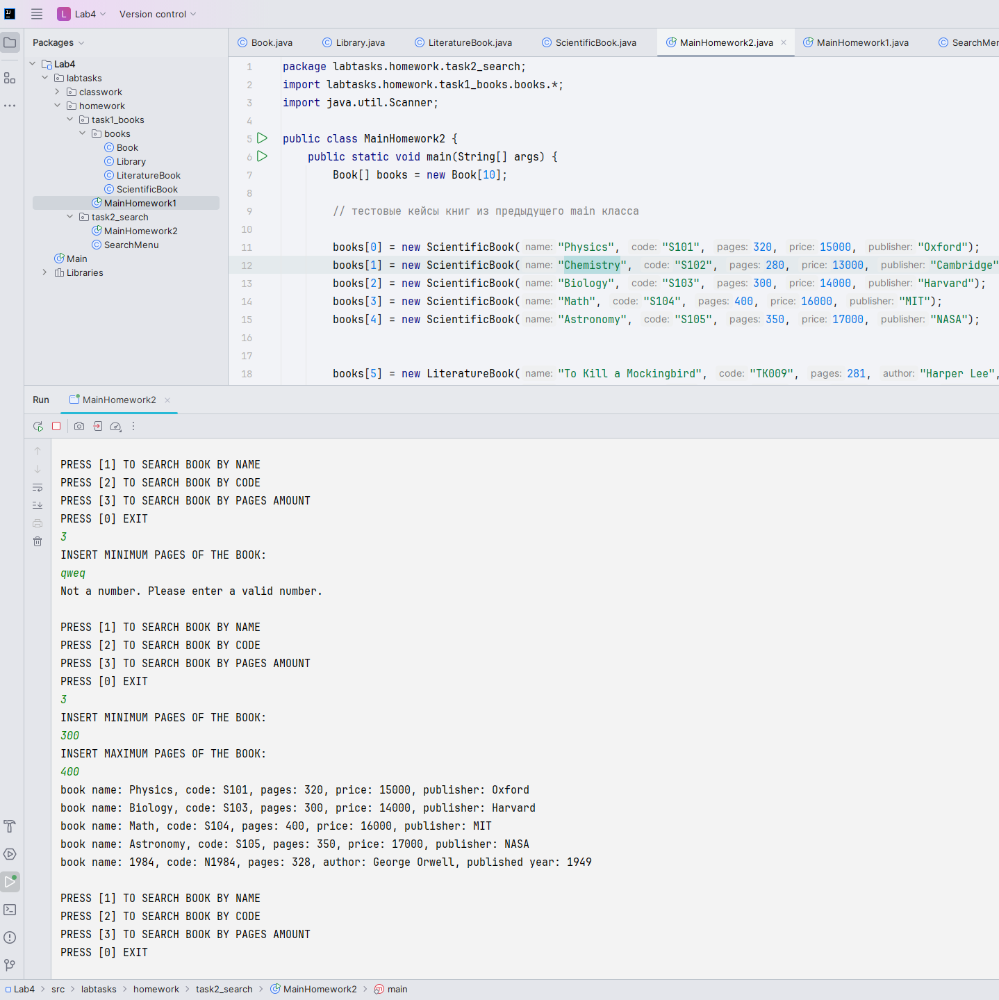 L Lab4 Version control
Packages
Lab4
labtasks
classwork
homework
task1_books
books
Book
Library
LiteratureBook
ScientificBook
MainHomework1
task2_search
MainHomework2
SearchMenu
Main
Libraries
Book.java Library.java LiteratureBook.java ScientificBook.java MainHomework2.java MainHomework1.java SearchMen
1 package labtasks.homework.task2_search;
2 import labtasks.homework.task1_books.books.*;
3 import java.util.Scanner;
4
5 public class MainHomework2 {
6 public static void main(String[] args) {
7 Book[] books = new Book[10];
8
9 // тестовые кейсы книг из предыдущего main класса
10
11 books[0] = new ScientificBook( name: "Physics", code: "S101", pages: 320, price: 15000, publisher: "Oxford");
12 books[1] = new ScientificBook( name: "Chemistry", code: "S102", pages: 280, price: 13000, publisher: "Cambridge"
13 books[2] = new ScientificBook( name: "Biology", code: "S103", pages: 300, price: 14000, publisher: "Harvard");
14 books[3] = new ScientificBook( name: "Math", code: "S104", pages: 400, price: 16000, publisher: "MIT");
15 books[4] = new ScientificBook( name: "Astronomy", code: "S105", pages: 350, price: 17000, publisher: "NASA");
16
17
18 books[5] = new LiteratureBook( name: "To Kill a Mockingbird", code: "TK009", pages: 281, author: "Harper Lee",
Run MainHomework2
PRESS [1] TO SEARCH BOOK BY NAME
PRESS [2] TO SEARCH BOOK BY CODE
PRESS [3] TO SEARCH BOOK BY PAGES AMOUNT
PRESS [0] EXIT
3
INSERT MINIMUM PAGES OF THE BOOK:
qweq
Not a number. Please enter a valid number.
PRESS [1] TO SEARCH BOOK BY NAME
PRESS [2] TO SEARCH BOOK BY CODE
PRESS [3] TO SEARCH BOOK BY PAGES AMOUNT
PRESS [0] EXIT
3
INSERT MINIMUM PAGES OF THE BOOK:
300
INSERT MAXIMUM PAGES OF THE BOOK:
400
book name: Physics, code: S101, pages: 320, price: 15000, publisher: Oxford
book name: Biology, code: S103, pages: 300, price: 14000, publisher: Harvard
book name: Math, code: S104, pages: 400, price: 16000, publisher: MIT
book name: Astronomy, code: S105, pages: 350, price: 17000, publisher: NASA
book name: 1984, code: N1984, pages: 328, author: George Orwell, published year: 1949
PRESS [1] TO SEARCH BOOK BY NAME
PRESS [2] TO SEARCH BOOK BY CODE
PRESS [3] TO SEARCH BOOK BY PAGES AMOUNT
PRESS [0] EXIT
Lab4 > src > labtasks > homework > task2_search > MainHomework2 > main